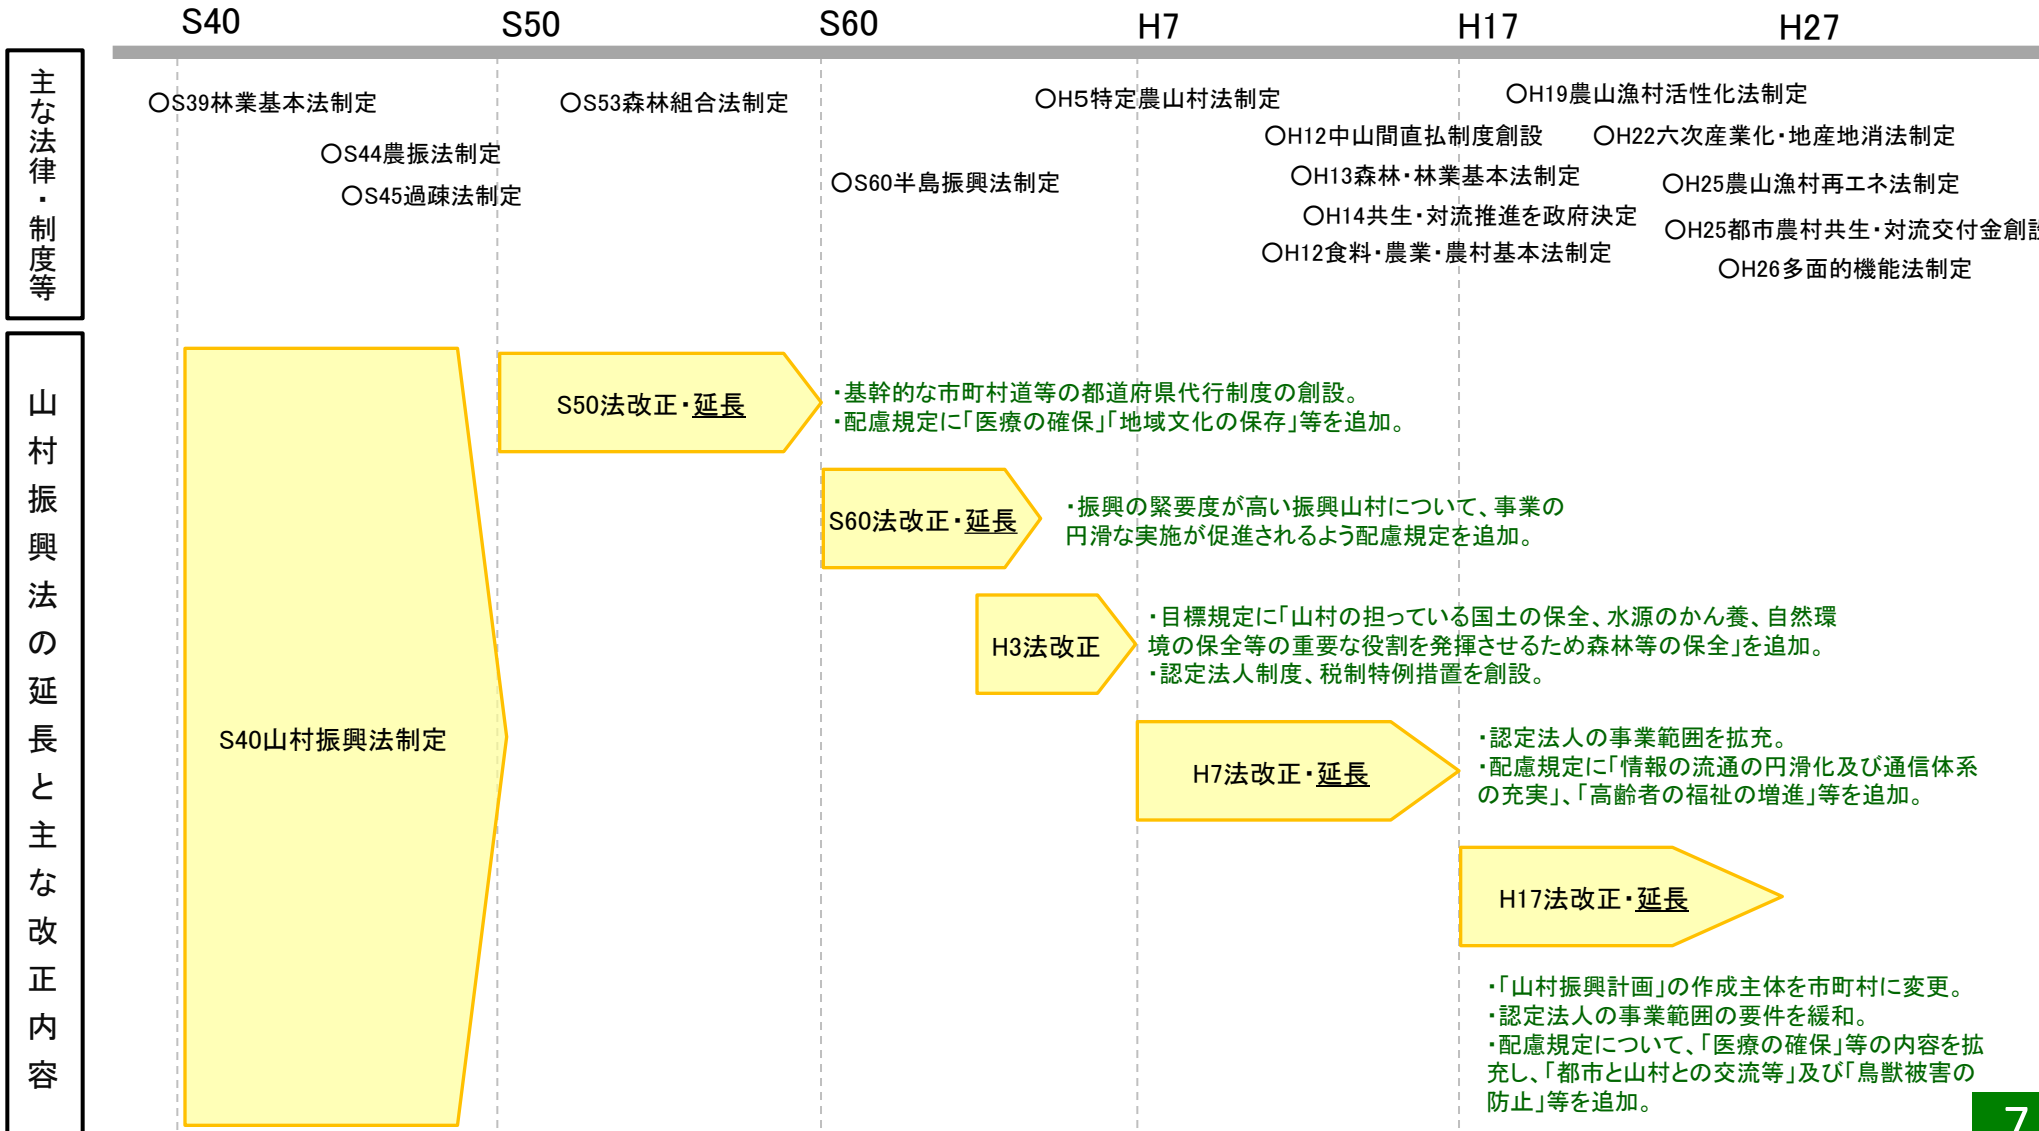 S40
S50
S60
H7
H17
H27
主な法律・制度等
○S39林業基本法制定
○S44農振法制定
○S45過疎法制定
○S53森林組合法制定
○S60半島振興法制定
○H5特定農山村法制定
○H12中山間直払制度創設
○H13森林・林業基本法制定
○H14共生・対流推進を政府決定
○H12食料・農業・農村基本法制定
○H19農山漁村活性化法制定
○H22六次産業化・地産地消法制定
○H25農山漁村再エネ法制定
○H25都市農村共生・対流交付金創設
○H26多面的機能法制定
山村振興法の延長と主な改正内容
S40山村振興法制定
S50法改正・延長
・基幹的な市町村道等の都道府県代行制度の創設。
・配慮規定に「医療の確保」「地域文化の保存」等を追加。
S60法改正・延長
・振興の緊要度が高い振興山村について、事業の
円滑な実施が促進されるよう配慮規定を追加。
H3法改正
・目標規定に「山村の担っている国土の保全、水源のかん養、自然環
境の保全等の重要な役割を発揮させるため森林等の保全」を追加。
・認定法人制度、税制特例措置を創設。
H7法改正・延長
・認定法人の事業範囲を拡充。
・配慮規定に「情報の流通の円滑化及び通信体系
の充実」、「高齢者の福祉の増進」等を追加。
H17法改正・延長
・「山村振興計画」の作成主体を市町村に変更。
・認定法人の事業範囲の要件を緩和。
・配慮規定について、「医療の確保」等の内容を拡
充し、「都市と山村との交流等」及び「鳥獣被害の
防止」等を追加。
7